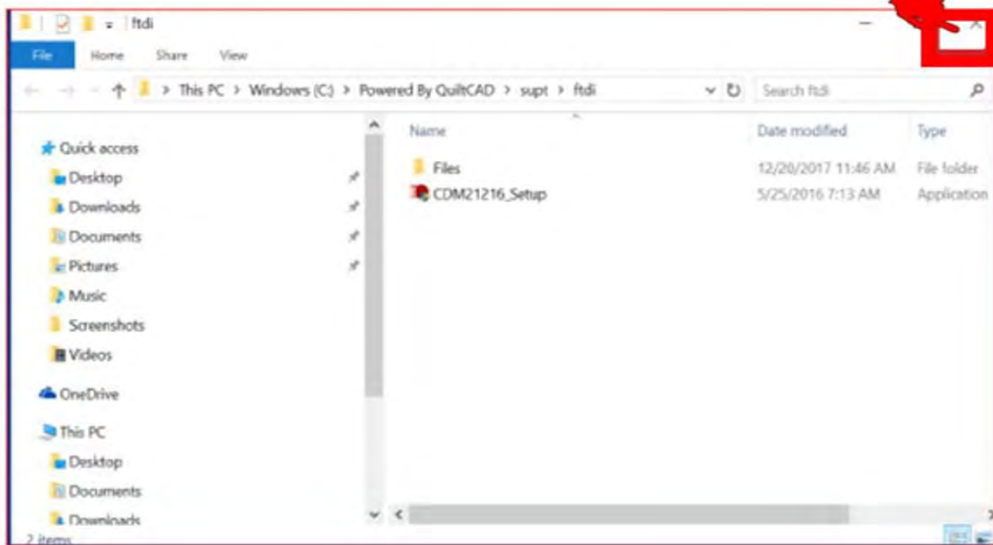 ftdi
File Home Share View
This PC > Windows (C:) > Powered By QuiltCAD > supt > ftdi
Search ftdi
Name Date modified Type
Quick access
Desktop
Downloads
Documents
Pictures
Music
Screenshots
Videos
OneDrive
This PC
Desktop
Documents
Downloads
Files 12/20/2017 11:46 AM File folder
CDM21216_Setup 5/25/2016 7:13 AM Application
2 items